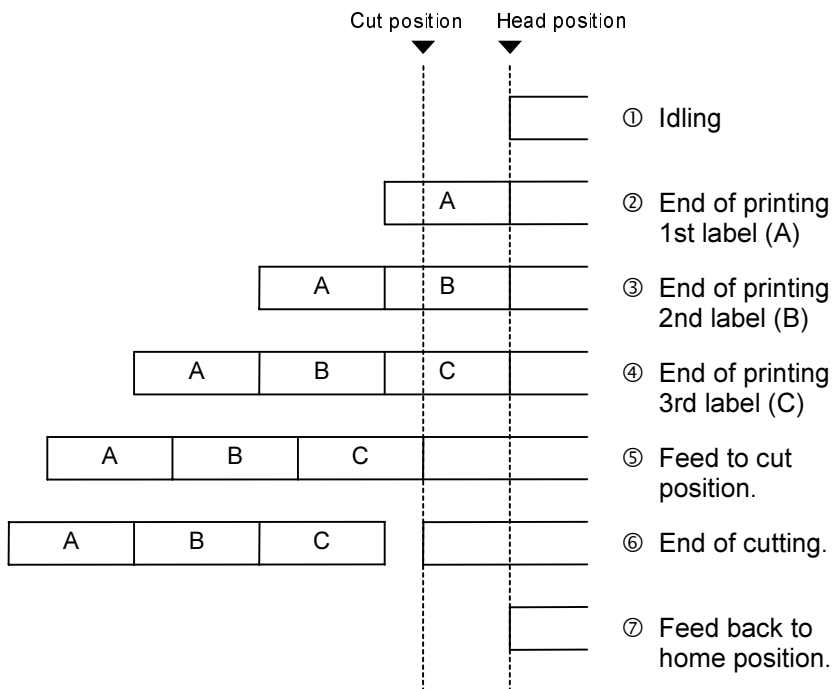 Cut position Head position
① Idling
A
② End of printing
1st label (A)
A B
③ End of printing
2nd label (B)
A B C
④ End of printing
3rd label (C)
A B C
⑤ Feed to cut
position.
A B C
⑥ End of cutting.
⑦ Feed back to
home position.